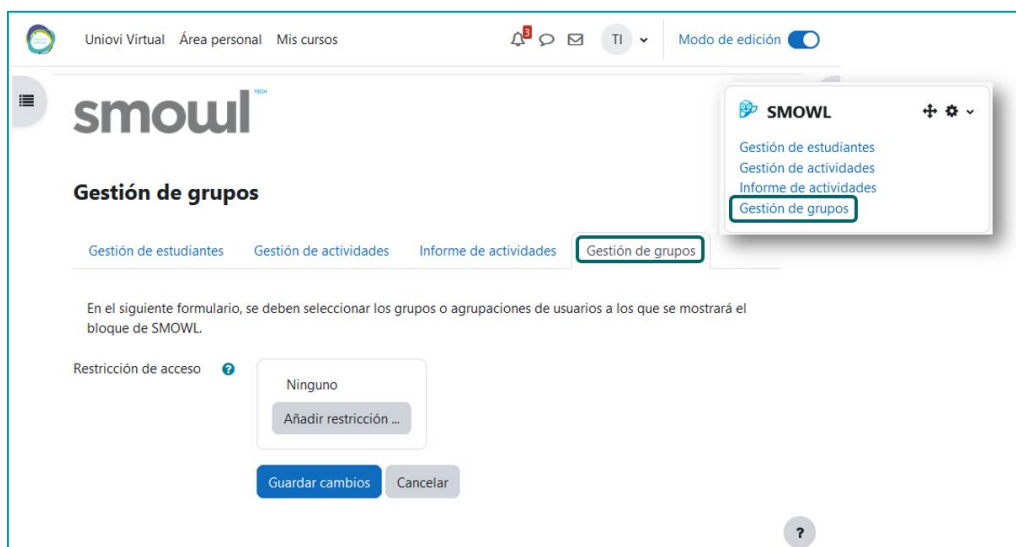 Uniovi Virtual Área personal Mis cursos 3 TI Modo de edición
smowl TECH
SMOWL
Gestión de estudiantes
Gestión de actividades
Informe de actividades
Gestión de grupos
Gestión de grupos
Gestión de estudiantes Gestión de actividades Informe de actividades Gestión de grupos
En el siguiente formulario, se deben seleccionar los grupos o agrupaciones de usuarios a los que se mostrará el
bloque de SMOWL.
Restricción de acceso ?
Ninguno
Añadir restricción ...
Guardar cambios Cancelar
?